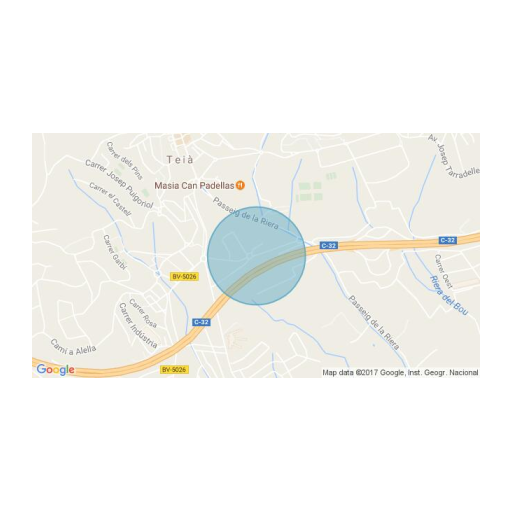 Av. Josep Tarradelle
Carrer dels Pins
Teià
Carrer Josep Puigoriol
Masia Can Padellas
Carrer el Castell
Passeig de la Riera
C-32
C-32
Carrer Garbí
BV-5026
Carrer Oest
Riera del Bou
Carrer Rosa
Carrer Indústria
C-32
Passeig de la Riera
Camí a Alella
BV-5026
Google
Map data ©2017 Google, Inst. Geogr. Nacional